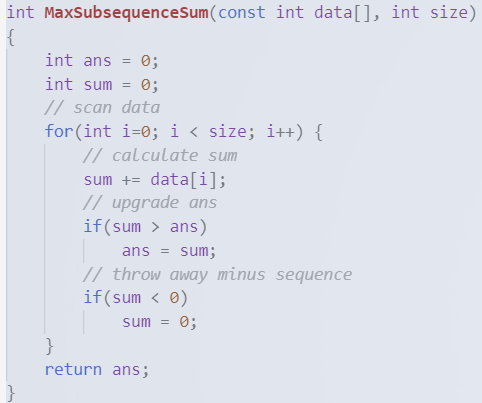 int MaxSubsequenceSum(const int data[], int size)
{
    int ans = 0;
    int sum = 0;
    // scan data
    for(int i=0; i < size; i++) {
        // calculate sum
        sum += data[i];
        // upgrade ans
        if(sum > ans)
            ans = sum;
        // throw away minus sequence
        if(sum < 0)
            sum = 0;
    }
    return ans;
}